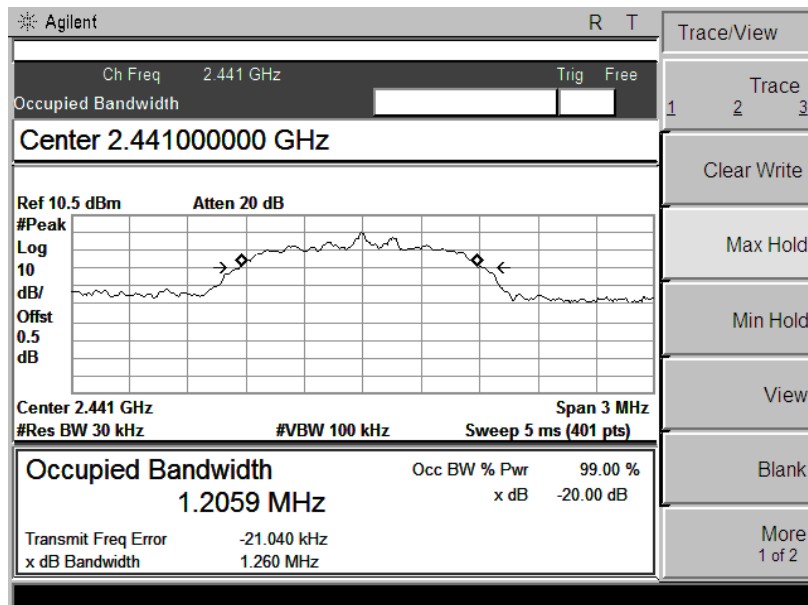 Agilent R T
Trace/View
Ch Freq 2.441 GHz Trig Free
Occupied Bandwidth
Center 2.441000000 GHz
Ref 10.5 dBm Atten 20 dB
#Peak
Log
10
dB/
Offst
0.5
dB
Center 2.441 GHz Span 3 MHz
#Res BW 30 kHz #VBW 100 kHz Sweep 5 ms (401 pts)
Occupied Bandwidth
1.2059 MHz
Occ BW % Pwr 99.00 %
x dB -20.00 dB
Transmit Freq Error -21.040 kHz
x dB Bandwidth 1.260 MHz
Trace
1 2 3
Clear Write
Max Hold
Min Hold
View
Blank
More
1 of 2